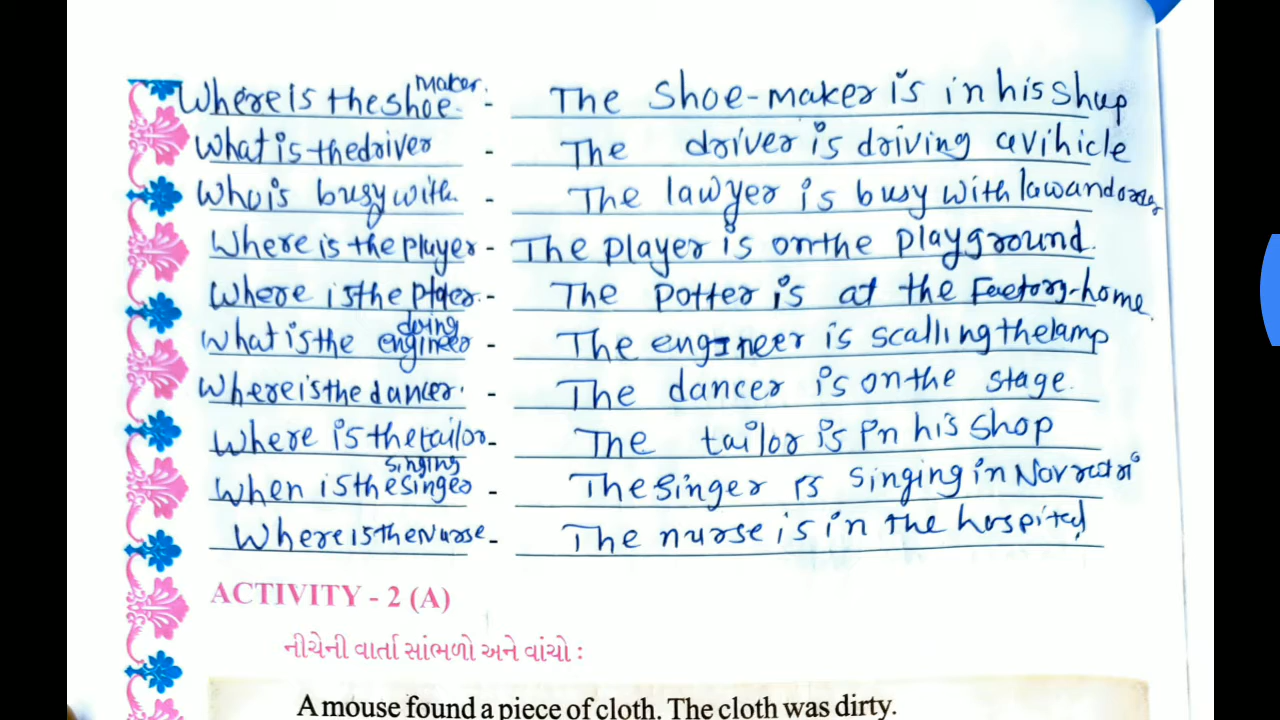 Where is the shoe maker. - The Shoe-maker is in his Shup
What is the driver - The driver is driving a vihicle
Who is busy with. - The lawyer is busy with law and order
Where is the player - The player is on the playground.
Where is the - The potter is at the Factory-home.
What is the doing engineer - The engineer is scalling the lamp
Where is the dancer. - The dancer is on the stage.
Where is the tailor - The tailor is in his shop
When is the singing singer - The singer is singing in
Where is the Nurse - The nurse is in the hospital
ACTIVITY - 2 (A)
નીચેની વાર્તા સાંભળો અને વાંચો :
A mouse found a piece of cloth. The cloth was dirty.